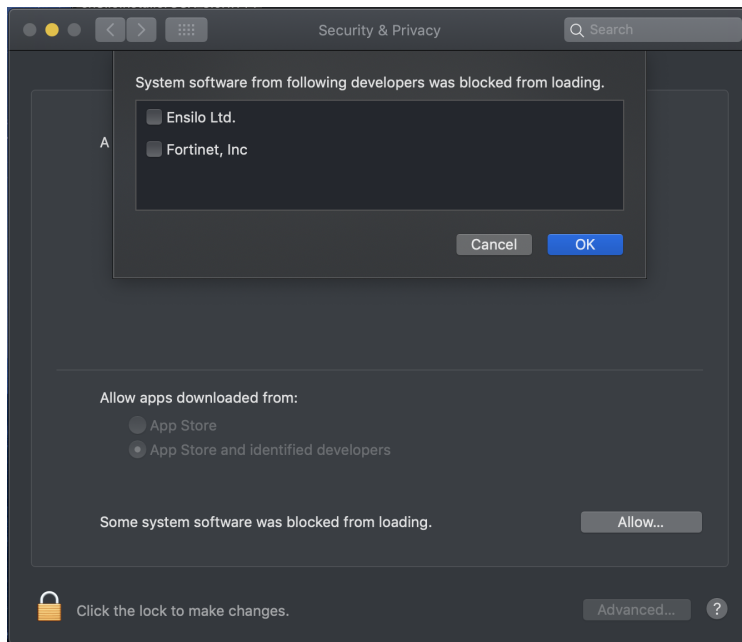 Security & Privacy
Search
System software from following developers was blocked from loading.
Ensilo Ltd.
A
Fortinet, Inc
Cancel
OK
Allow apps downloaded from:
App Store
App Store and identified developers
Some system software was blocked from loading.
Allow...
Click the lock to make changes.
Advanced...
?